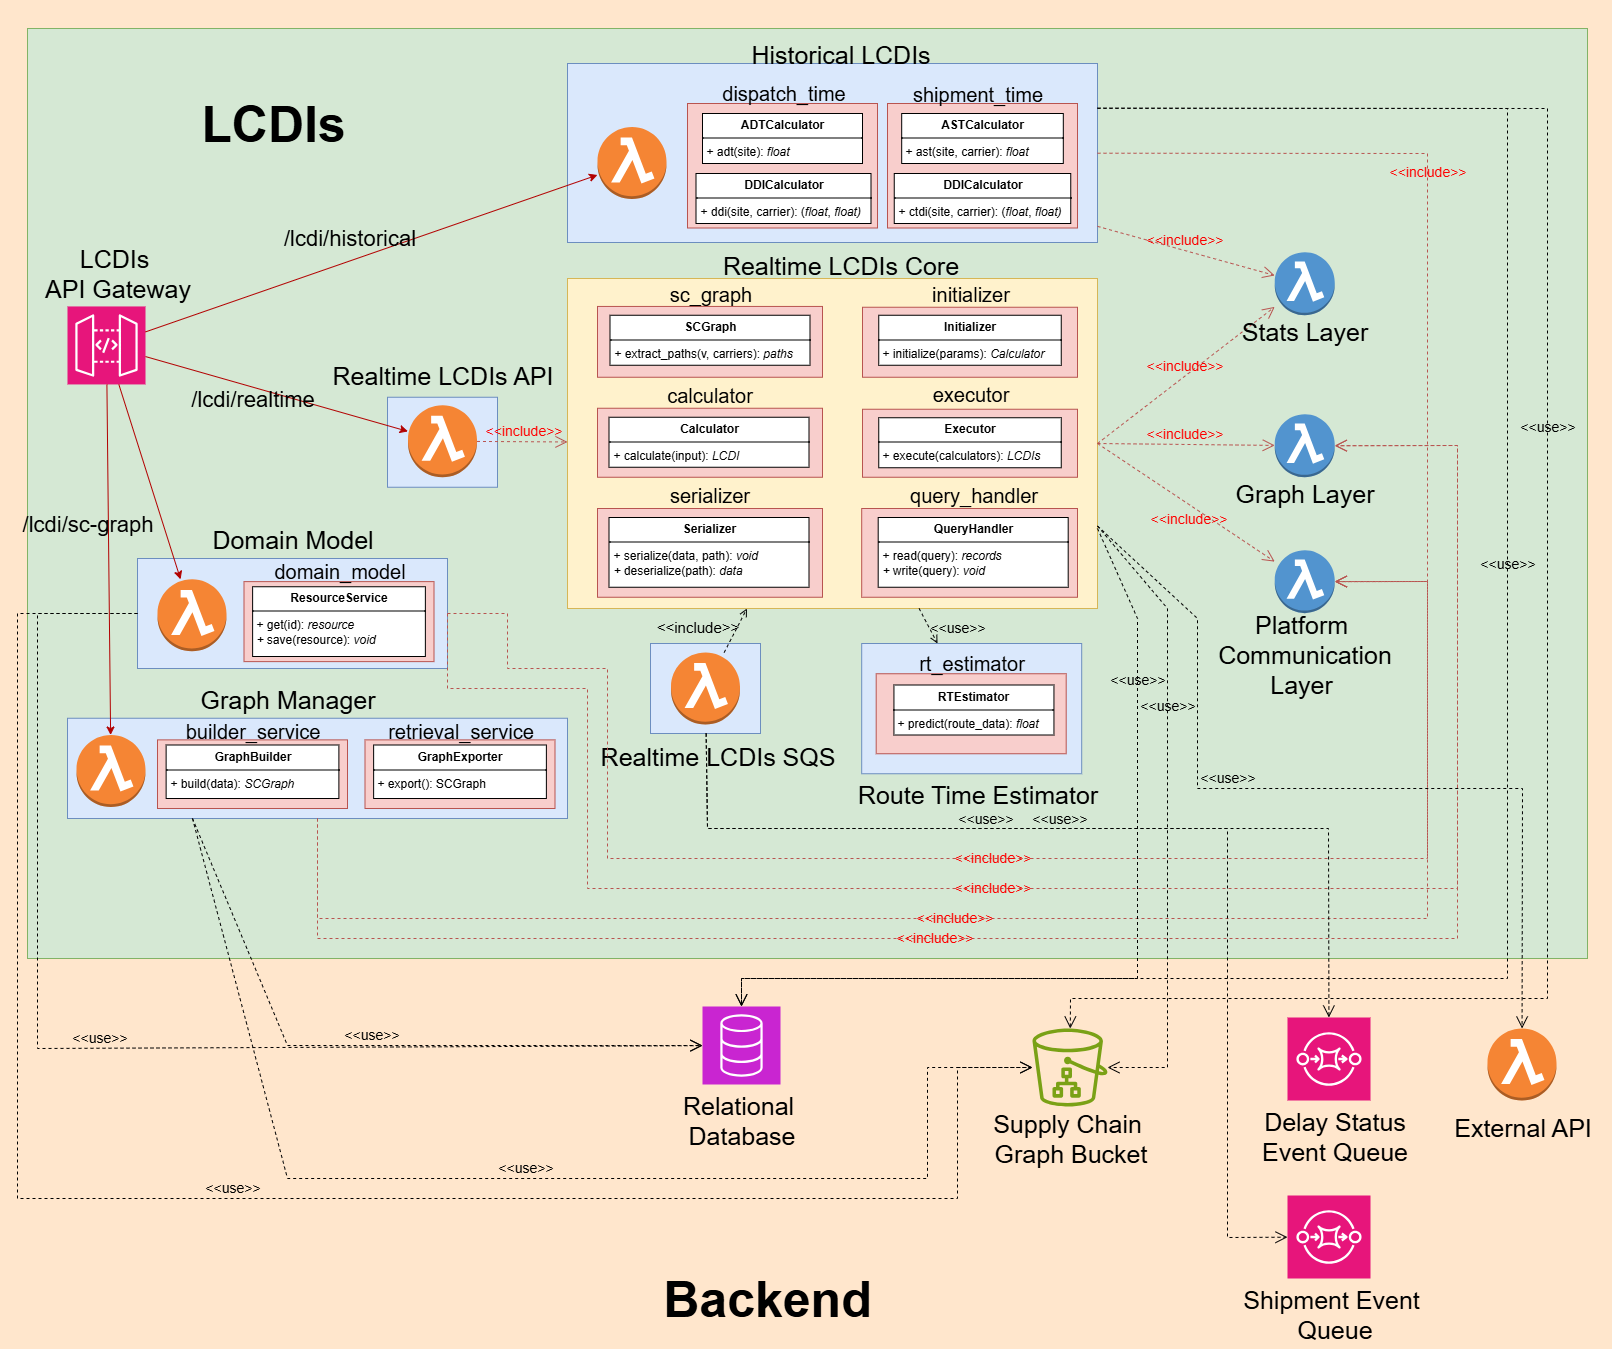 LCDIs
Historical LCDIs
dispatch_time
ADTCalculator
+ adt(site): float
DDICalculator
+ ddi(site, carrier): (float, float)
shipment_time
ASTCalculator
+ ast(site, carrier): float
DDICalculator
+ ctdi(site, carrier): (float, float)
<<include>>
<<include>>
/lcdi/historical
LCDIs
API Gateway
Realtime LCDIs Core
sc_graph
SCGraph
+ extract_paths(v, carriers): paths
initializer
Initializer
+ initialize(params): Calculator
calculator
Calculator
+ calculate(input): LCDI
executor
Executor
+ execute(calculators): LCDIs
serializer
Serializer
+ serialize(data, path): void
+ deserialize(path): data
query_handler
QueryHandler
+ read(query): records
+ write(query): void
Stats Layer
<<include>>
<<include>>
Graph Layer
<<include>>
Platform
Communication
Layer
<<use>>
<<use>>
Realtime LCDIs API
/lcdi/realtime
<<include>>
/lcdi/sc-graph
Domain Model
domain_model
ResourceService
+ get(id): resource
+ save(resource): void
Graph Manager
builder_service
GraphBuilder
+ build(data): SCGraph
retrieval_service
GraphExporter
+ export(): SCGraph
<<include>>
Realtime LCDIs SQS
<<use>>
rt_estimator
RTEstimator
+ predict(route_data): float
Route Time Estimator
<<use>>
<<use>>
<<use>>
<<use>>
<<use>>
<<include>>
<<include>>
<<include>>
<<include>>
<<use>>
<<use>>
<<use>>
<<use>>
Relational
Database
Supply Chain
Graph Bucket
Delay Status
Event Queue
External API
Shipment Event
Queue
Backend